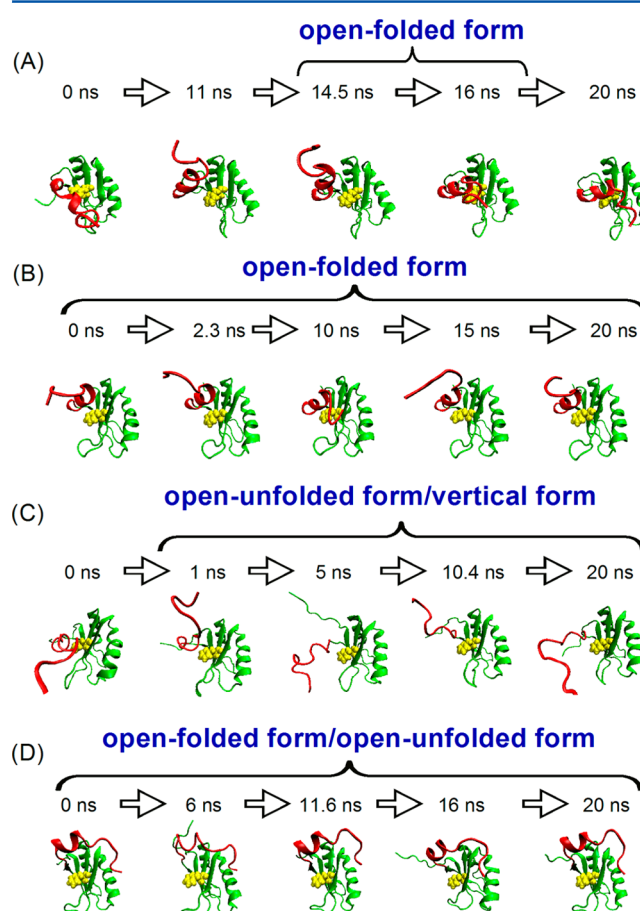 open-folded form
(A)
0 ns 11 ns 14.5 ns 16 ns 20 ns
open-folded form
(B)
0 ns 2.3 ns 10 ns 15 ns 20 ns
open-unfolded form/vertical form
(C)
0 ns 1 ns 5 ns 10.4 ns 20 ns
open-folded form/open-unfolded form
(D)
0 ns 6 ns 11.6 ns 16 ns 20 ns